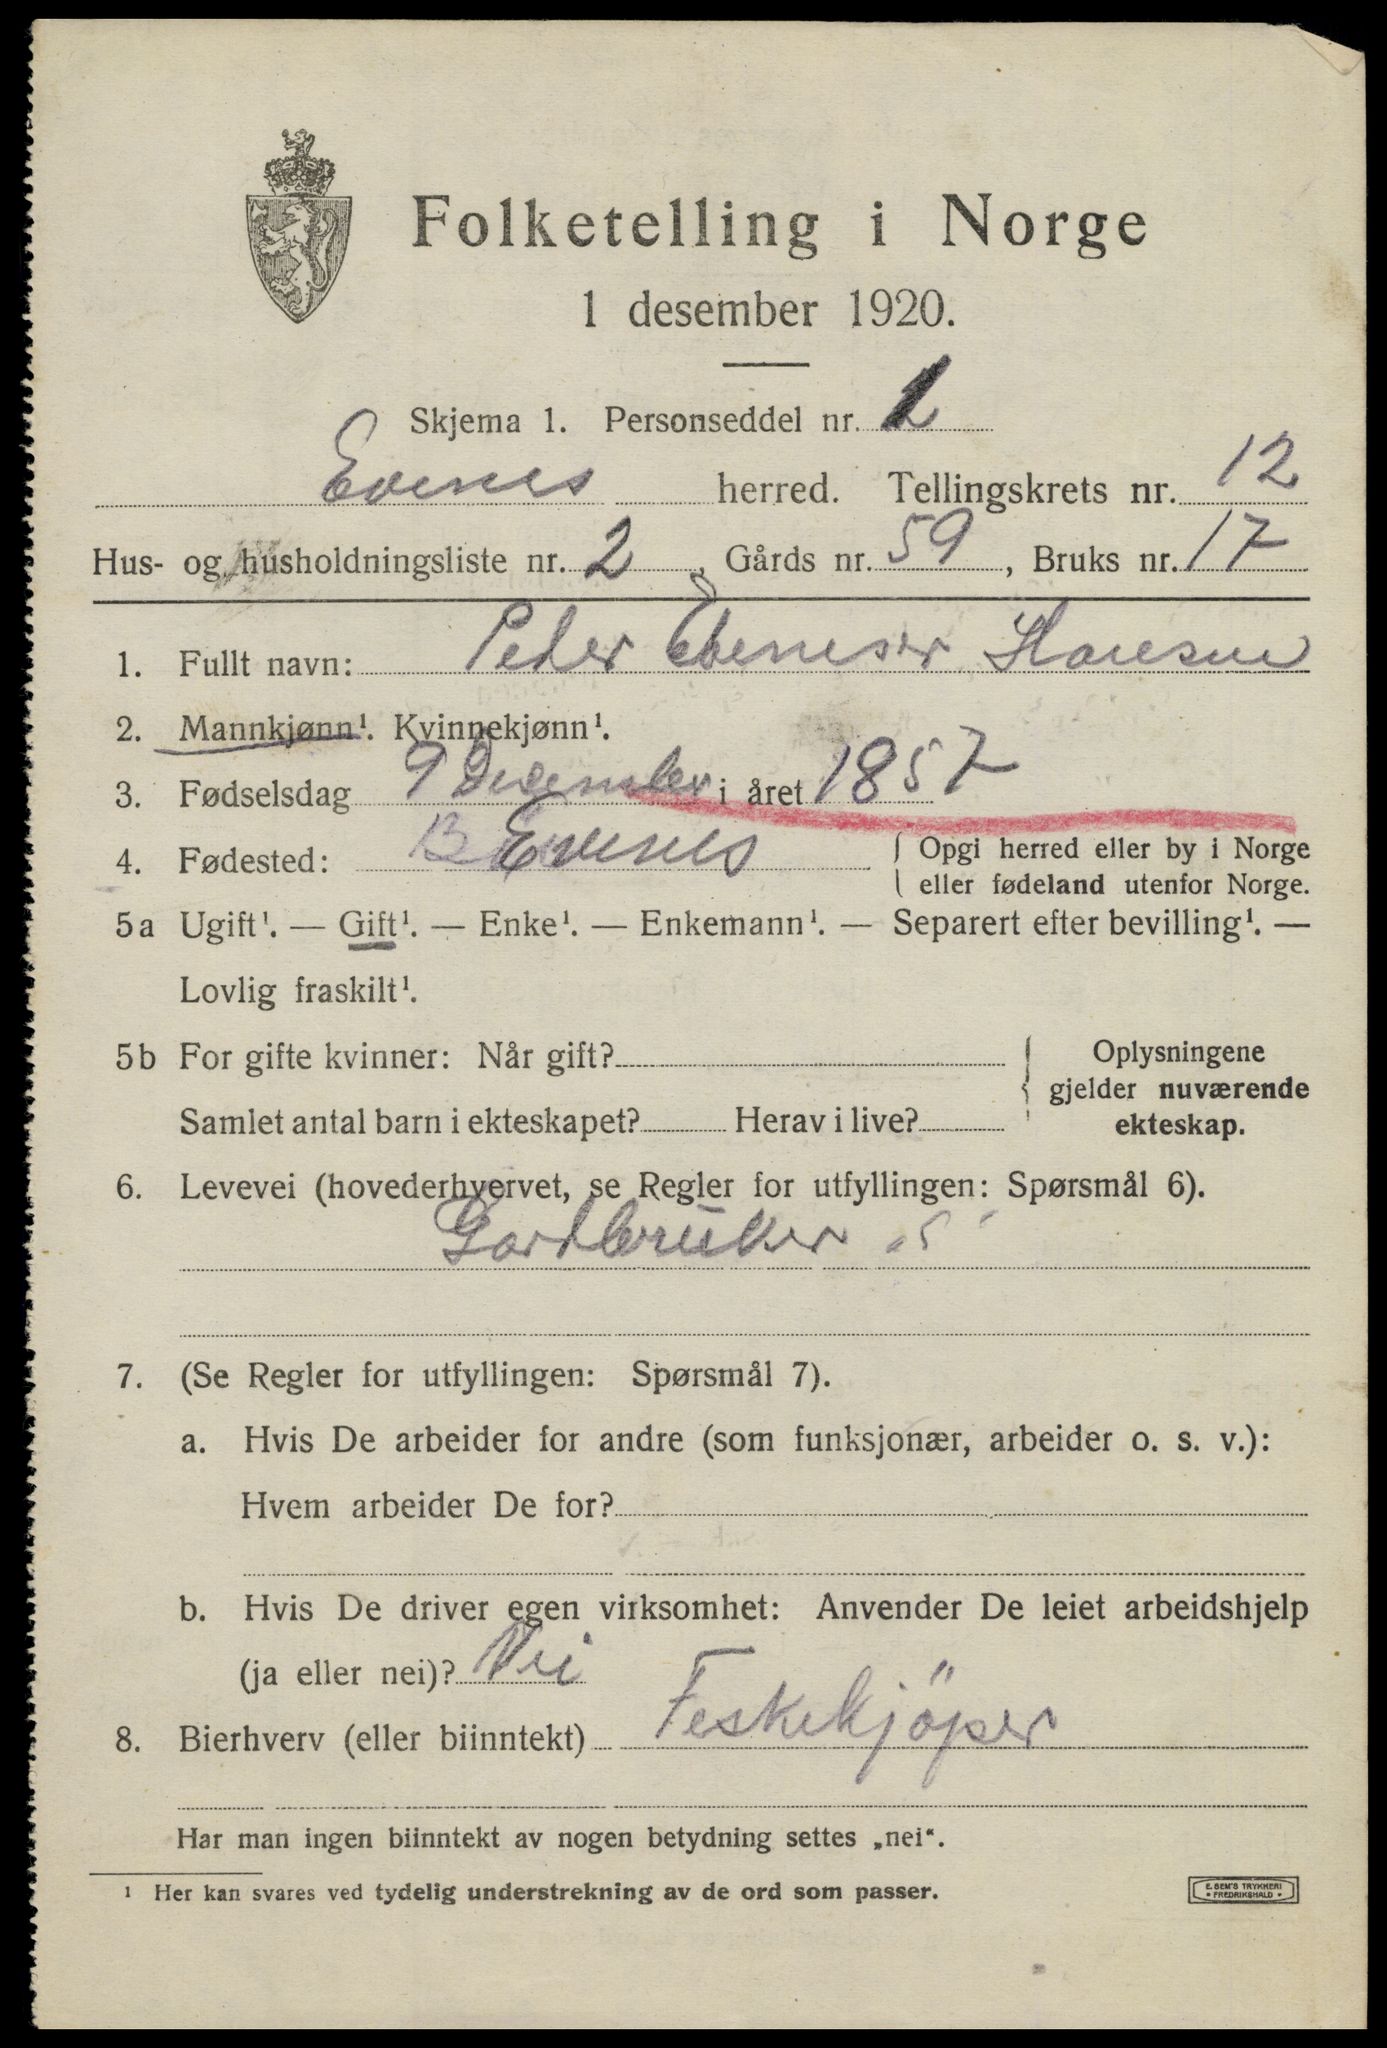 Folketelling i Norge
1 desember 1920.
Skjema 1. Personseddel nr. 1
Evenes herred. Tellingskrets nr. 12
Hus- og husholdningsliste nr. 2, Gårds nr. 59, Bruks nr. 17
1. Fullt navn: Peder Ebeneser Hansen
2. Mannkjønn¹. Kvinnekjønn¹.
3. Fødselsdag 9 Desember i året 1857
4. Fødested: Evenes { Opgi herred eller by i Norge
eller fødeland utenfor Norge.
5a Ugift¹. — Gift¹. — Enke¹. — Enkemann¹. — Separert efter bevilling¹. —
Lovlig fraskilt¹.
5b For gifte kvinner: Når gift? { Oplysningene
gjelder nuværende
Samlet antal barn i ekteskapet? Herav i live? ekteskap.
6. Levevei (hovederhvervet, se Regler for utfyllingen: Spørsmål 6).
Gardbruker
7. (Se Regler for utfyllingen: Spørsmål 7).
a. Hvis De arbeider for andre (som funksjonær, arbeider o. s. v.):
Hvem arbeider De for?
b. Hvis De driver egen virksomhet: Anvender De leiet arbeidshjelp
(ja eller nei)? Nei
8. Bierhverv (eller biinntekt) Feskekjöper
Har man ingen biinntekt av nogen betydning settes „nei“.
¹ Her kan svares ved tydelig understrekning av de ord som passer.
E. SEM'S TRYKKERI
• FREDRIKSHALD •